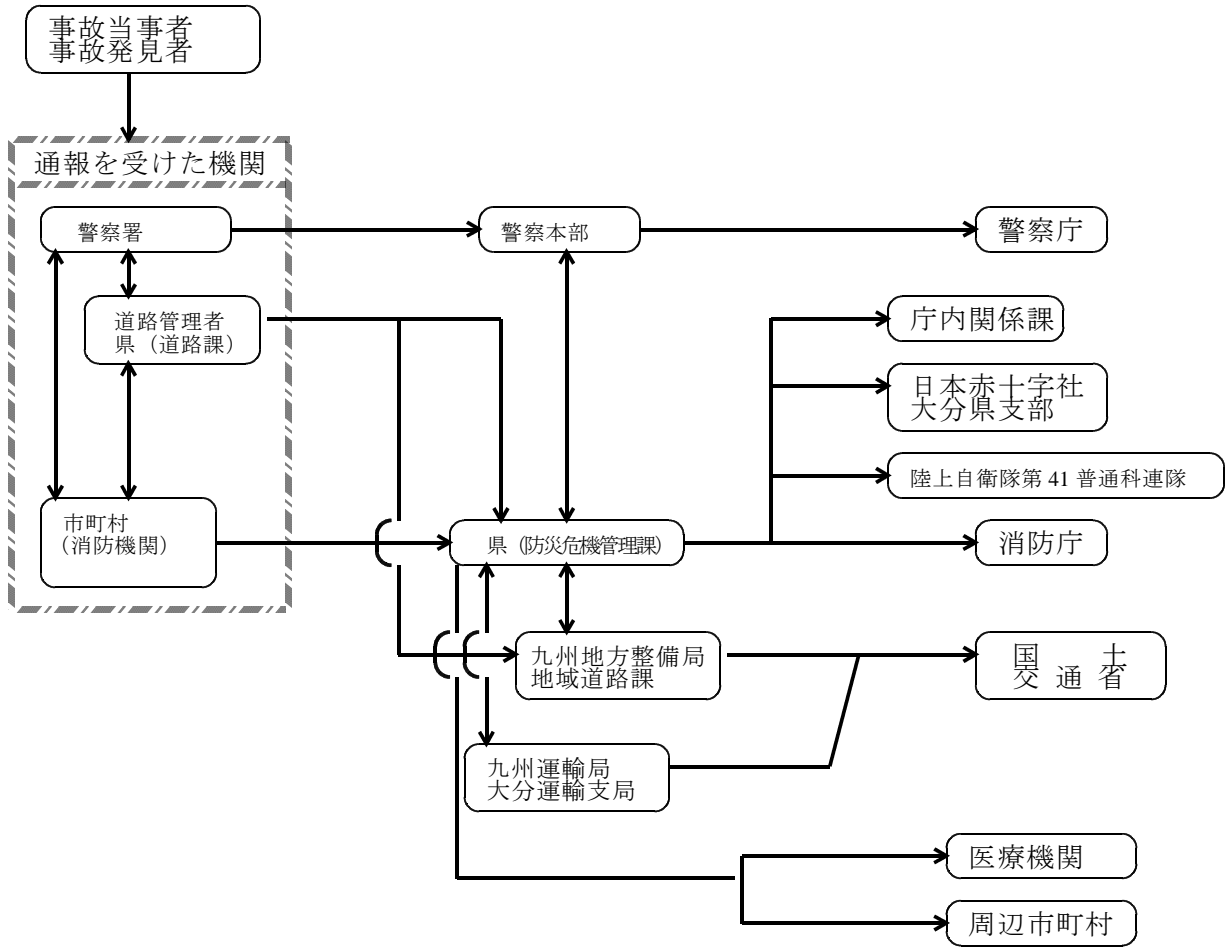 事故当事者
事故発見者
通報を受けた機関
警察署
警察本部
警察庁
道路管理者
県（道路課）
庁内関係課
日本赤十字社
大分県支部
陸上自衛隊第 41 普通科連隊
市町村
（消防機関）
県（防災危機管理課）
消防庁
九州地方整備局
地域道路課
国 土
交 通 省
九州運輸局
大分運輸支局
医療機関
周辺市町村